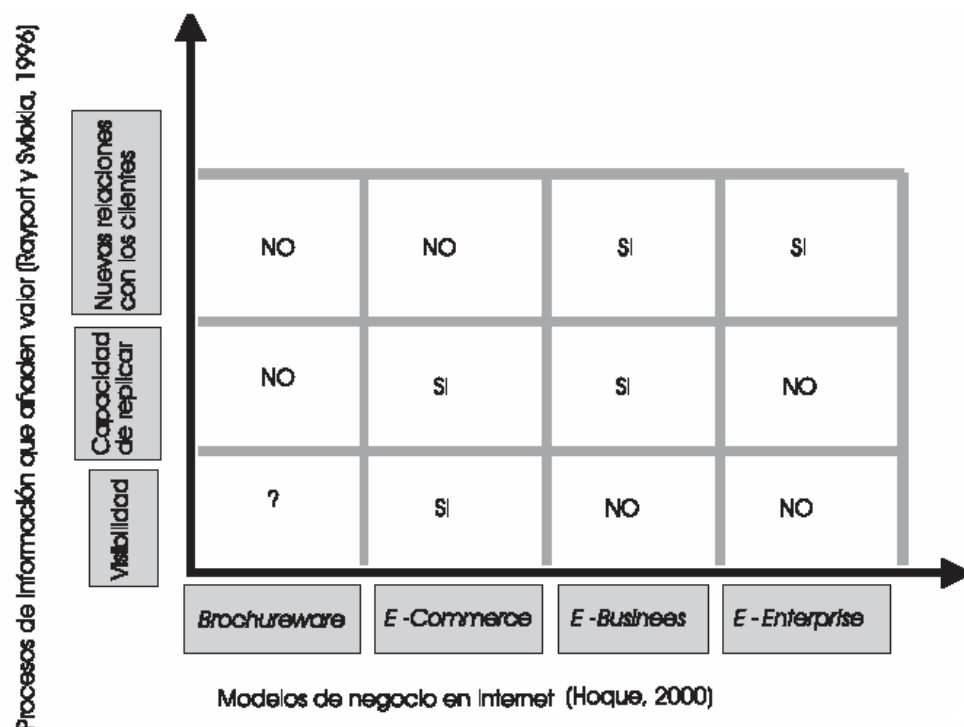 Procesos de Información que añaden valor (Rayport y Sviokla, 1996)
Nuevas relaciones
con los clientes
NO
NO
SI
SI
Capacidad
de replicar
NO
SI
SI
NO
Visibilidad
?
SI
NO
NO
Brochureware
E -Commerce
E -Businees
E -Enterprise
Modelos de negocio en Internet (Hoque, 2000)